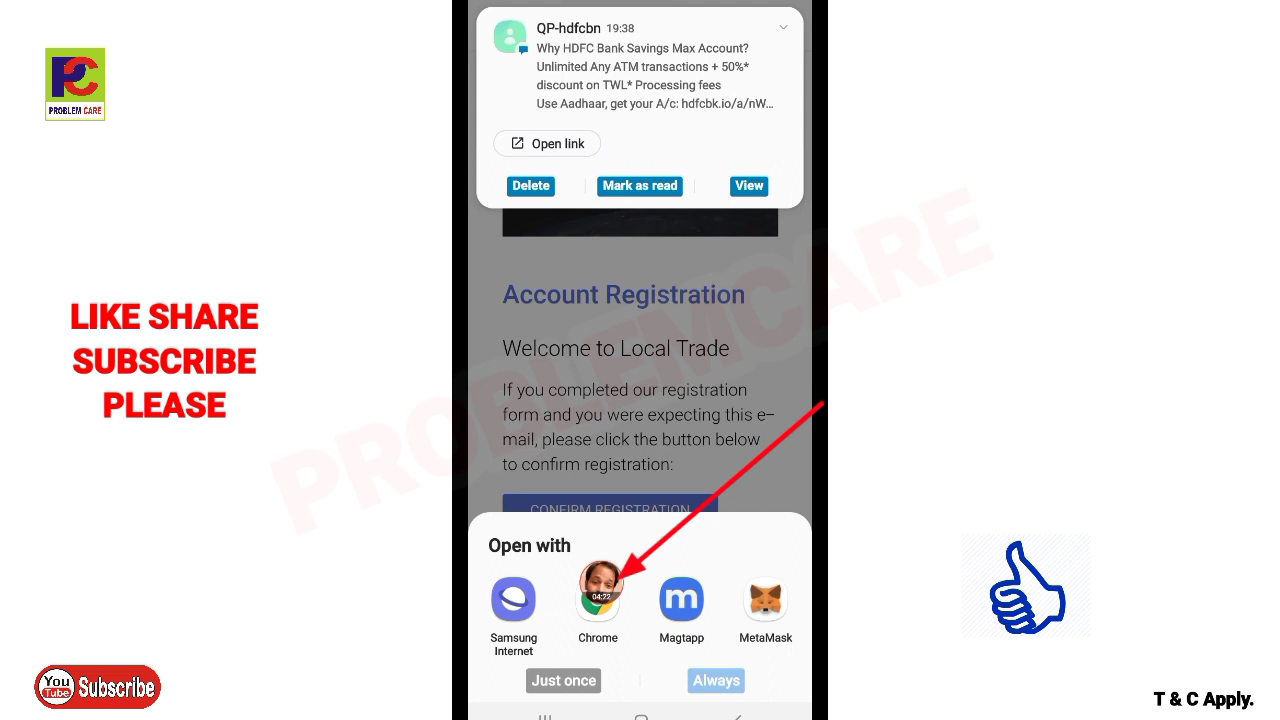 PC
PROBLEM CARE
LIKE SHARE
SUBSCRIBE
PLEASE
You
Tube
Subscribe
QP-hdfcbn 19:38
Why HDFC Bank Savings Max Account?
Unlimited Any ATM transactions + 50%*
discount on TWL* Processing fees
Use Aadhaar, get your A/c: hdfcbk.io/a/nW...
Open link
Delete
Mark as read
View
Account Registration
Welcome to Local Trade
If you completed our registration
form and you were expecting this e-
mail, please click the button below
to confirm registration:
CONFIRM REGISTRATION
PROBLEMCARE
Open with
04:22
m
Samsung
Internet
Chrome
Magtapp
MetaMask
Just once
Always
T & C Apply.